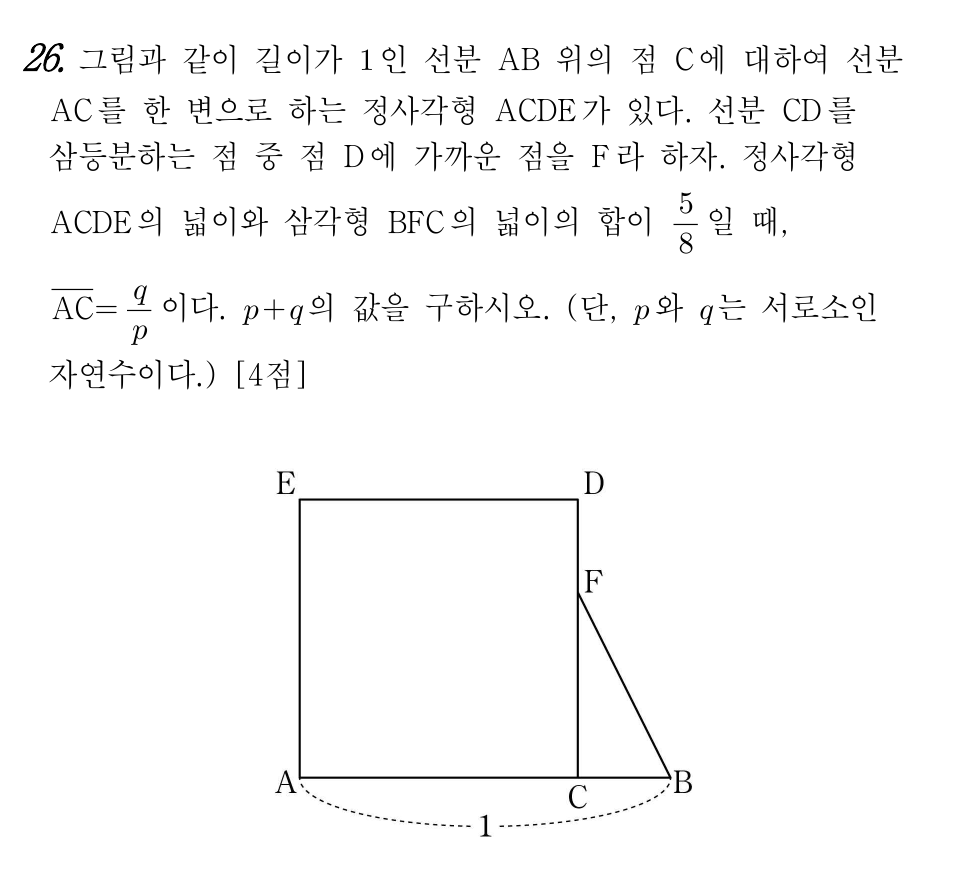 26. 그림과 같이 길이가 1인 선분 AB 위의 점 C에 대하여 선분
AC를 한 변으로 하는 정사각형 ACDE가 있다. 선분 CD를
삼등분하는 점 중 점 D에 가까운 점을 F라 하자. 정사각형
ACDE의 넓이와 삼각형 BFC의 넓이의 합이 5/8일 때,
A̅C̅=q/p이다. p+q의 값을 구하시오. (단, p와 q는 서로소인
자연수이다.) [4점]
E D
F
A C B
1